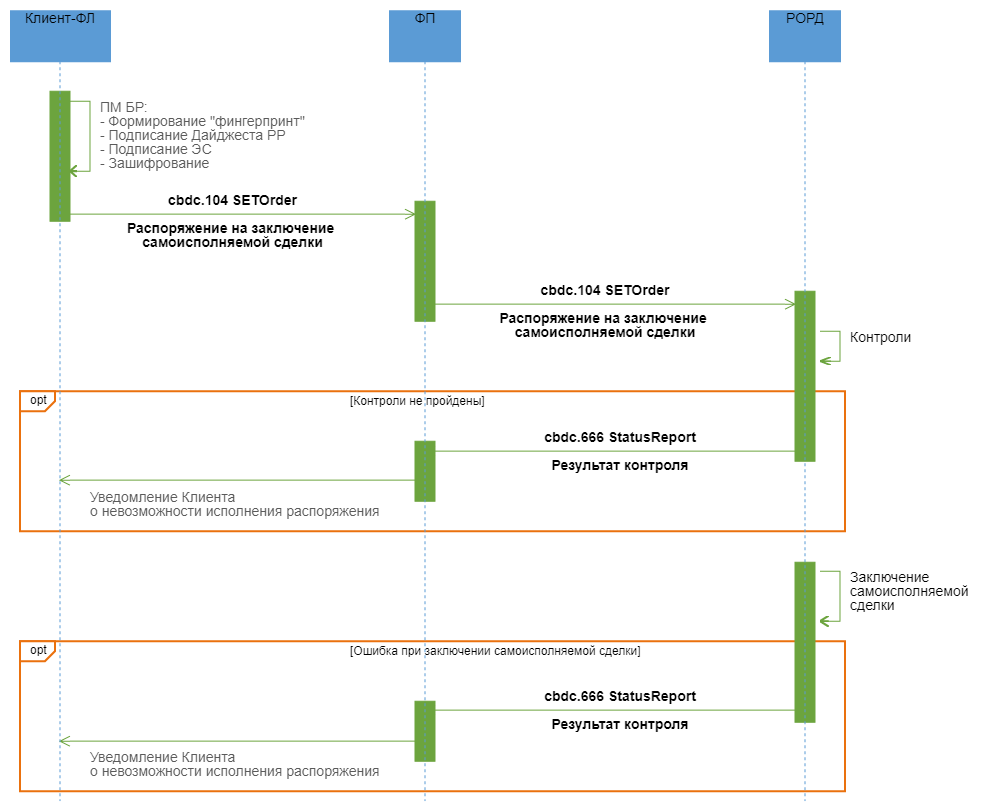 Клиент-ФЛ
ФП
РОРД
ПМ БР:
- Формирование "фингерпринт"
- Подписание Дайджеста РР
- Подписание ЭС
- Зашифрование
cbdc.104 SETOrder
Распоряжение на заключение
самоисполняемой сделки
cbdc.104 SETOrder
Распоряжение на заключение
самоисполняемой сделки
Контроли
opt
[Контроли не пройдены]
cbdc.666 StatusReport
Результат контроля
Уведомление Клиента
о невозможности исполнения распоряжения
Заключение
самоисполняемой
сделки
opt
[Ошибка при заключении самоисполняемой сделки]
cbdc.666 StatusReport
Результат контроля
Уведомление Клиента
о невозможности исполнения распоряжения